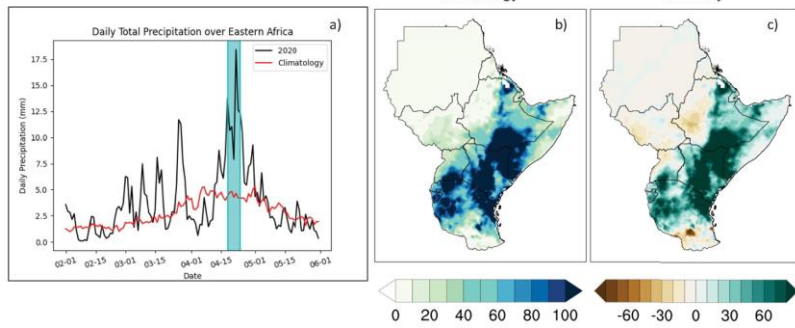 a)
Daily Total Precipitation over Eastern Africa
2020
Climatology
17.5
15.0
12.5
10.0
7.5
5.0
2.5
0.0
Daily Precipitation (mm)
02-01
02-15
03-01
03-15
04-01
04-15
05-01
05-15
06-01
Date
b)
0 20 40 60 80 100
c)
-60 -30 0 30 60